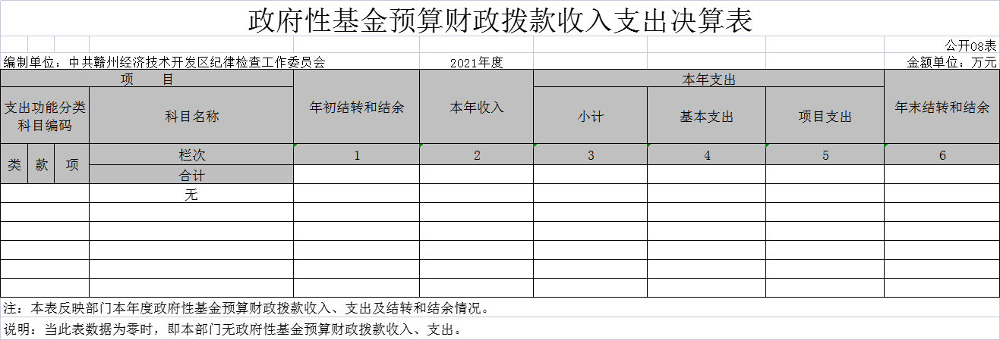 政府性基金预算财政拨款收入支出决算表
公开08表
编制单位：中共赣州经济技术开发区纪律检查工作委员会 2021年度 金额单位：万元
项 目 年初结转和结余 本年收入 本年支出 年末结转和结余
支出功能分类科目编码 科目名称 小计 基本支出 项目支出
类 款 项 栏次 1 2 3 4 5 6
合计
无
注：本表反映部门本年度政府性基金预算财政拨款收入、支出及结转和结余情况。
说明：当此表数据为零时，即本部门无政府性基金预算财政拨款收入、支出。